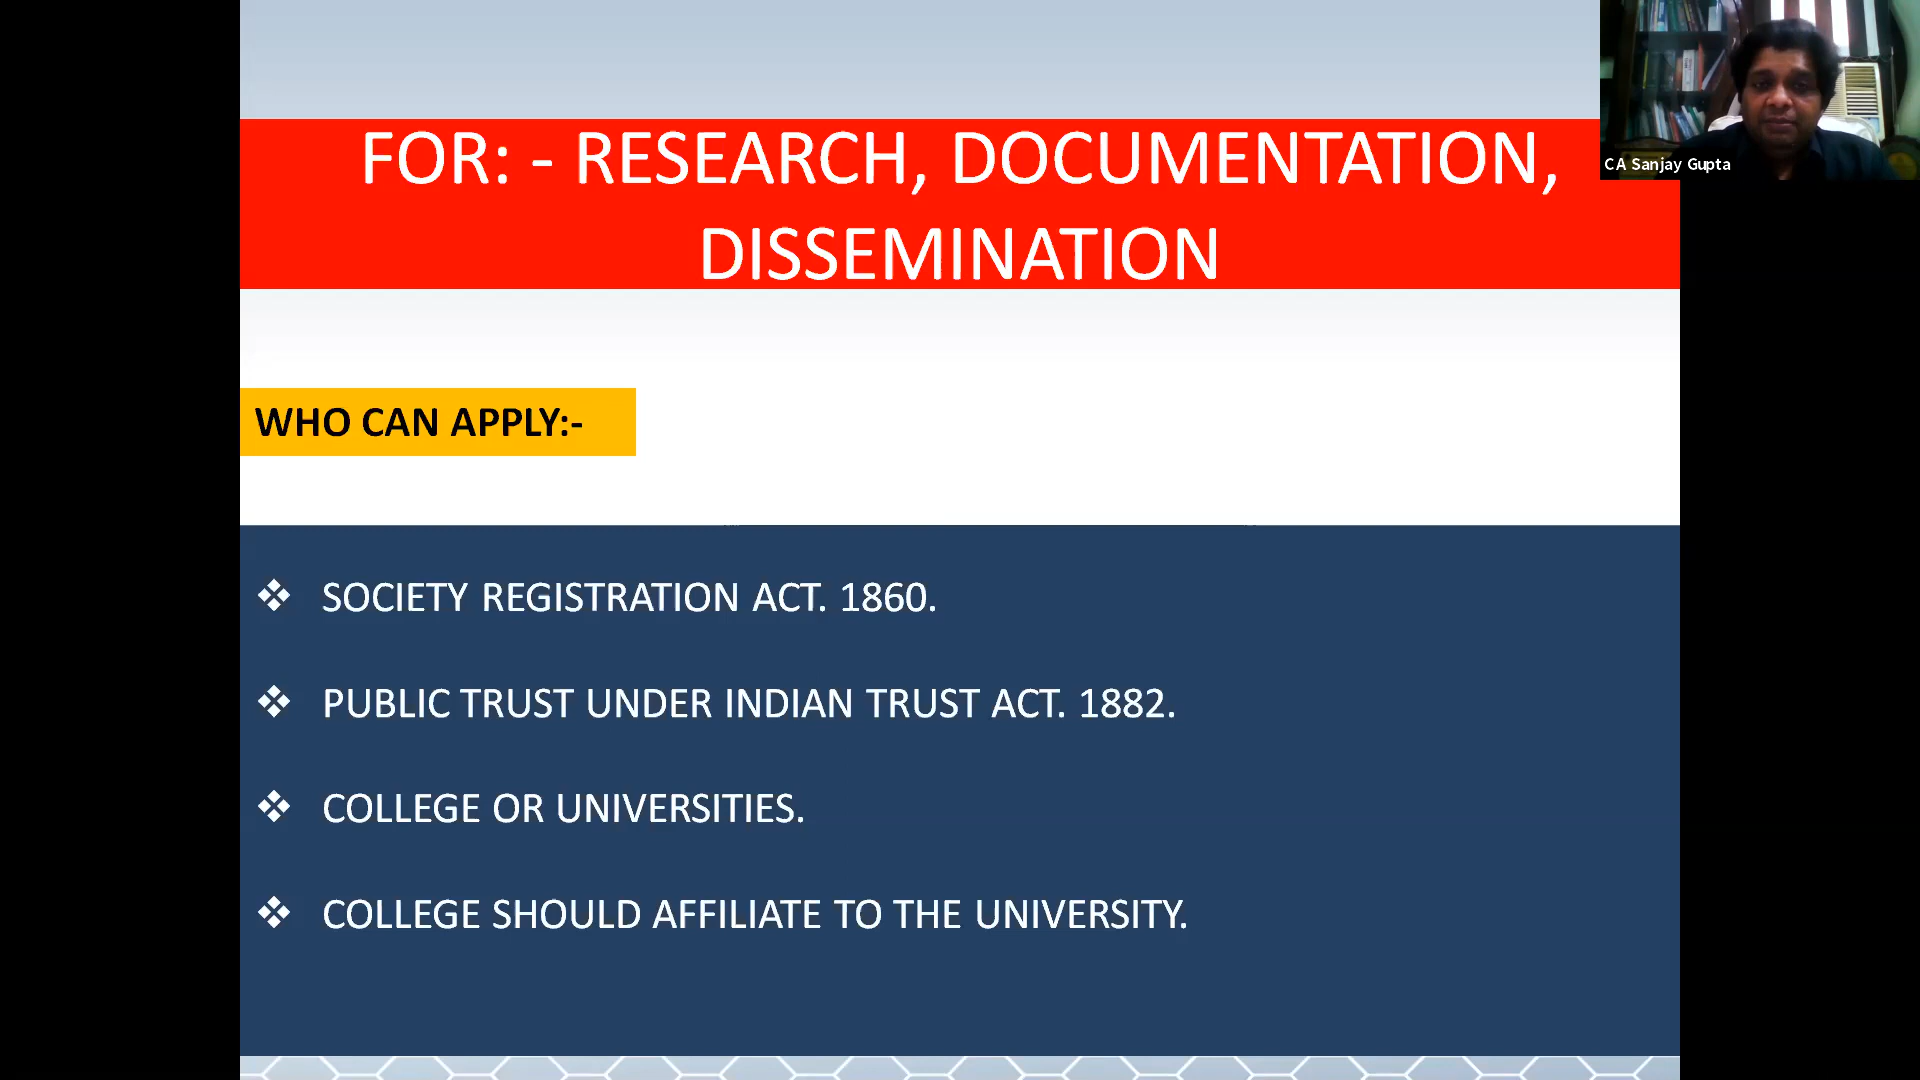 FOR: - RESEARCH, DOCUMENTATION,
DISSEMINATION
CA Sanjay Gupta
WHO CAN APPLY:-
❖ SOCIETY REGISTRATION ACT. 1860.
❖ PUBLIC TRUST UNDER INDIAN TRUST ACT. 1882.
❖ COLLEGE OR UNIVERSITIES.
❖ COLLEGE SHOULD AFFILIATE TO THE UNIVERSITY.